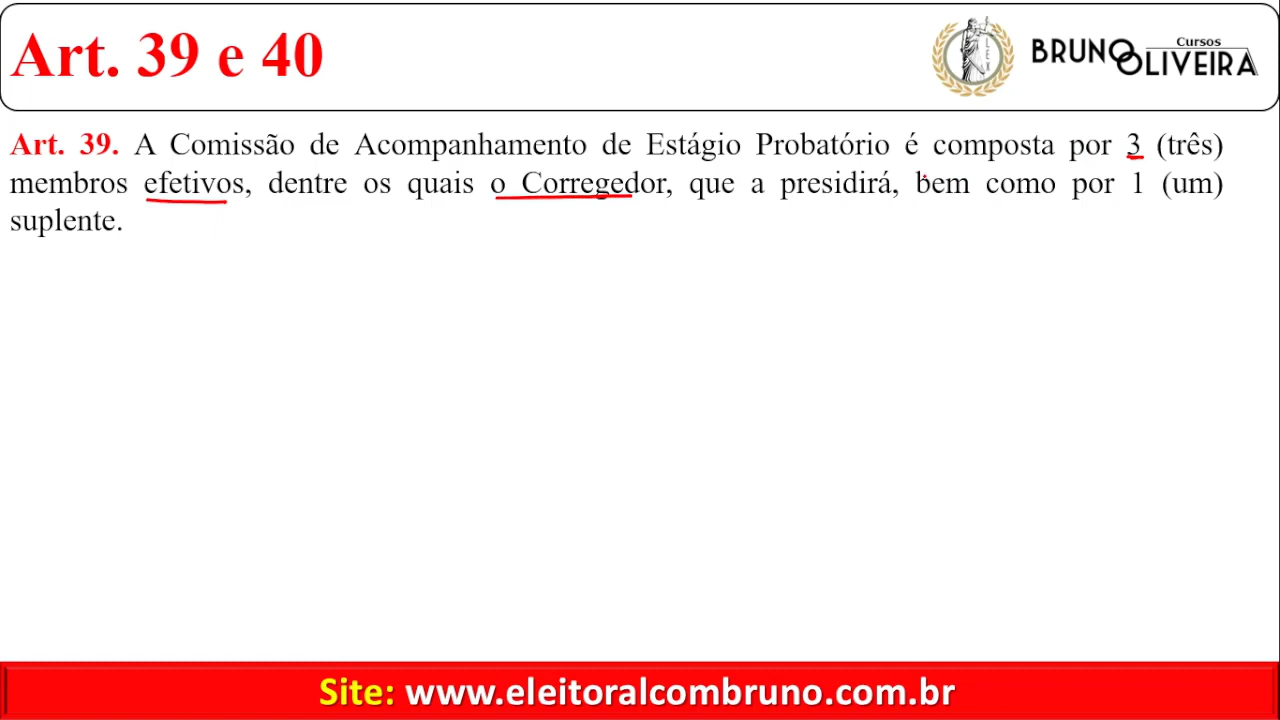 Art. 39 e 40
Cursos
BRUNO
OLIVEIRA
LEX
Art. 39. A Comissão de Acompanhamento de Estágio Probatório é composta por 3 (três)
membros efetivos, dentre os quais o Corregedor, que a presidirá, bem como por 1 (um)
suplente.
Site: www.eleitoralcombruno.com.br